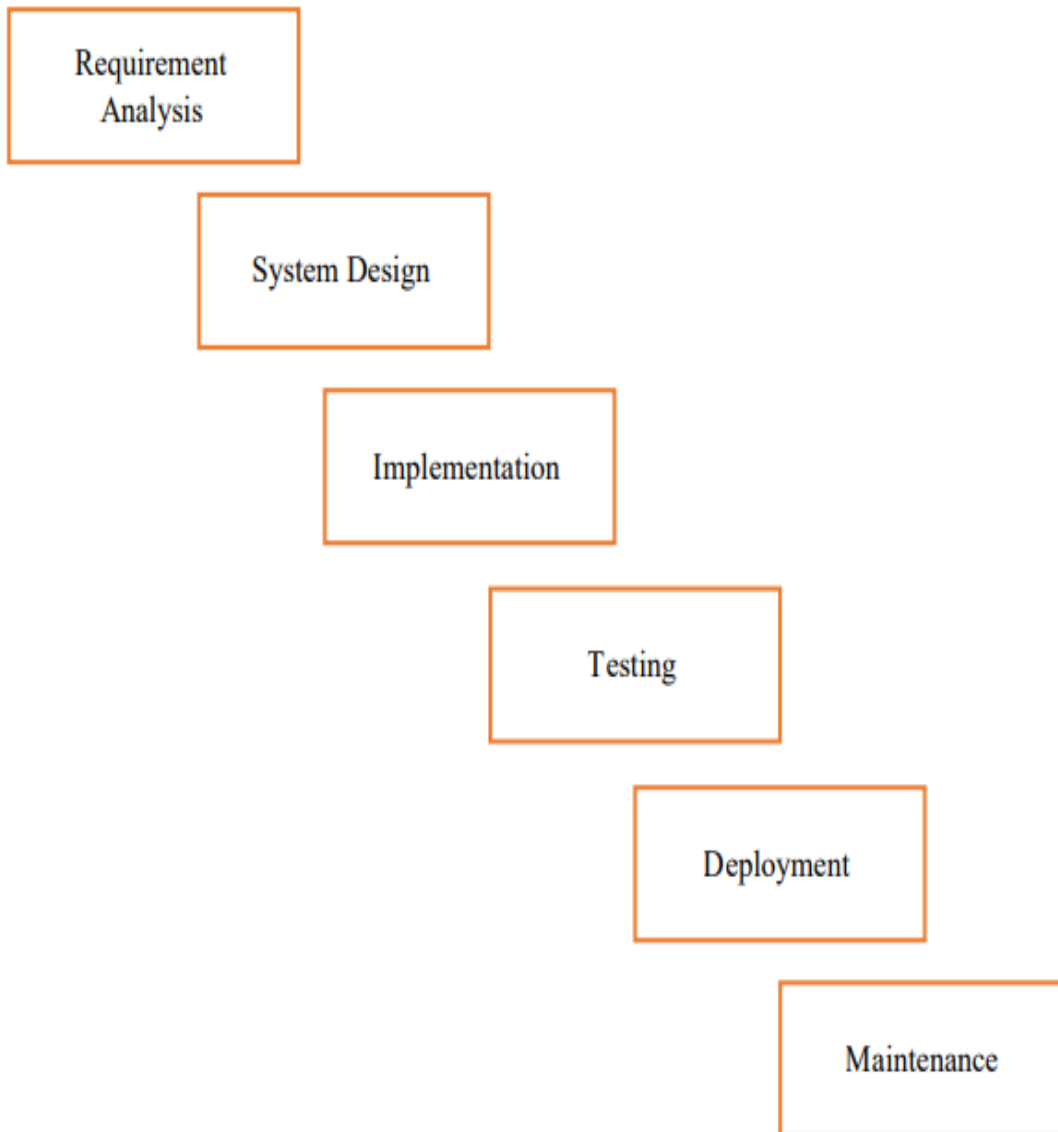 Requirement
Analysis
System Design
Implementation
Testing
Deployment
Maintenance